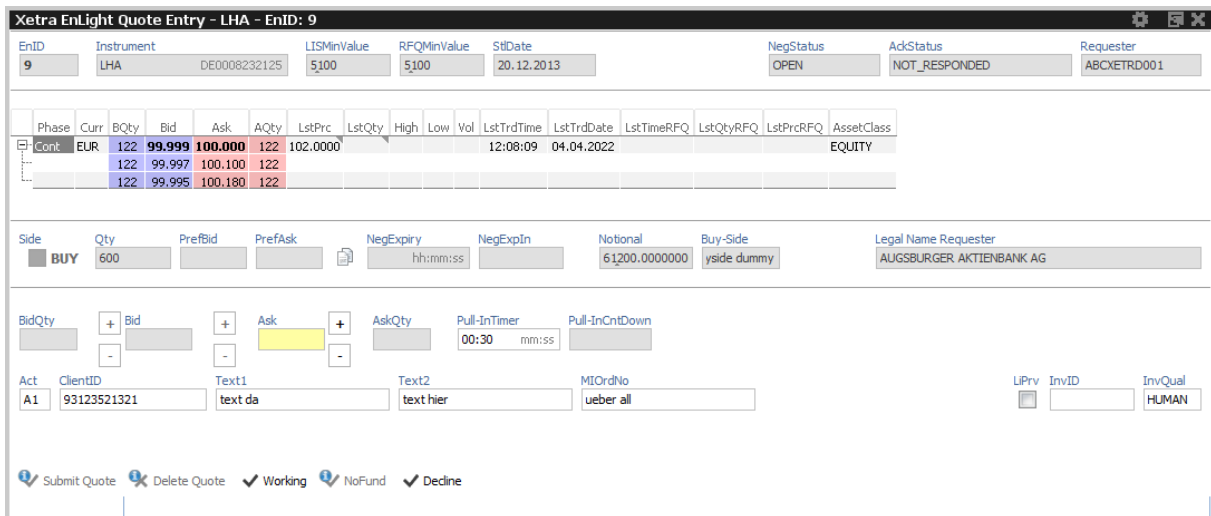 Xetra EnLight Quote Entry - LHA - EnID: 9
EnID Instrument LISMinValue RFQMinValue StlDate NegStatus AckStatus Requester
9 LHA DE0008232125 5,100 5,100 20.12.2013 OPEN NOT_RESPONDED ABCXETRD001
Phase Curr BQty Bid Ask AQty LstPrc LstQty High Low Vol LstTrdTime LstTrdDate LstTimeRFQ LstQtyRFQ LstPrcRFQ AssetClass
Cont EUR 122 99.999 100.000 122 102.0000 12:08:09 04.04.2022 EQUITY
122 99.997 100.100 122
122 99.995 100.180 122
Side Qty PrefBid PrefAsk NegExpiry NegExpIn Notional Buy-Side Legal Name Requester
BUY 600 hh:mm:ss 61,200.0000000 yside dummy AUGSBURGER AKTIENBANK AG
BidQty + Bid + Ask + AskQty Pull-InTimer Pull-InCntDown
00:30 mm:ss
- - -
Act ClientID Text1 Text2 MIOrdNo LiPrv InvID InvQual
A1 93123521321 text da text hier ueber all HUMAN
Submit Quote Delete Quote Working NoFund Decline